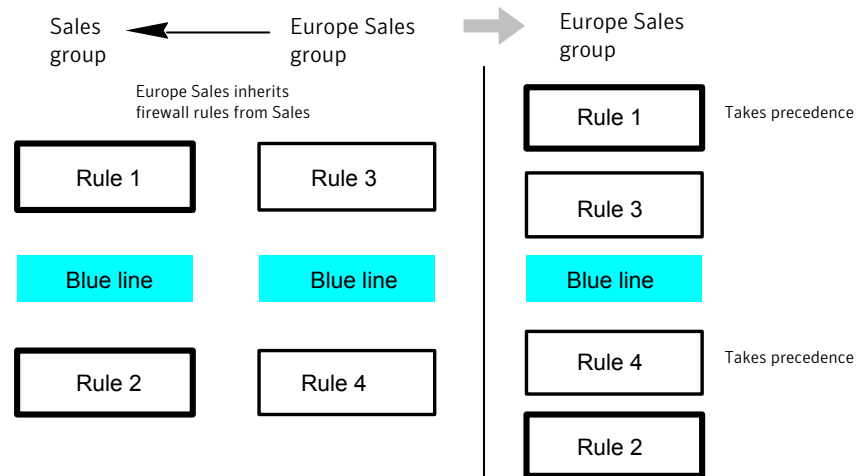 Sales
group
Europe Sales
group
Europe Sales
group
Europe Sales inherits
firewall rules from Sales
Rule 1
Rule 3
Blue line
Blue line
Rule 2
Rule 4
Rule 1
Takes precedence
Rule 3
Blue line
Rule 4
Takes precedence
Rule 2